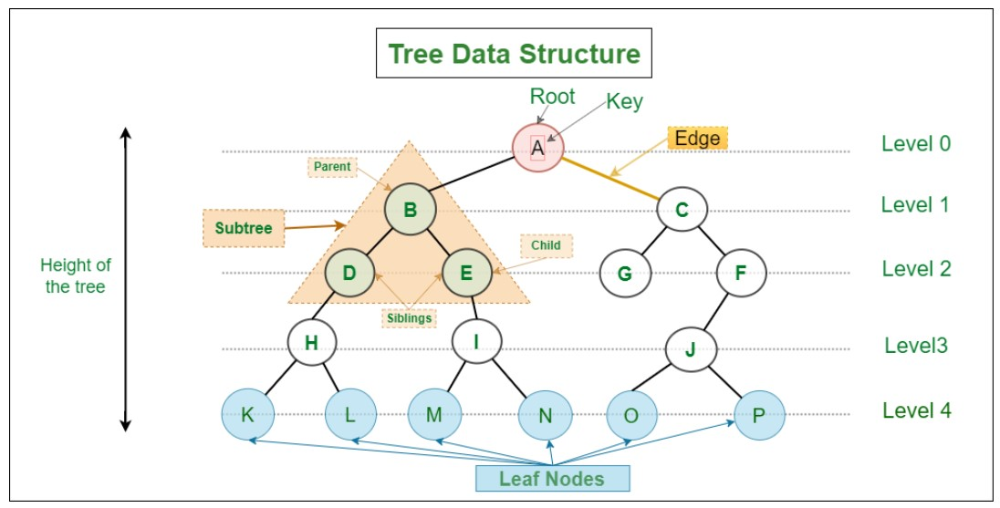 Tree Data Structure
Root
Key
A
Edge
Level 0
Parent
B
C
Level 1
Subtree
Height of
the tree
D
E
Child
G
F
Level 2
Siblings
H
I
J
Level3
K
L
M
N
O
P
Level 4
Leaf Nodes